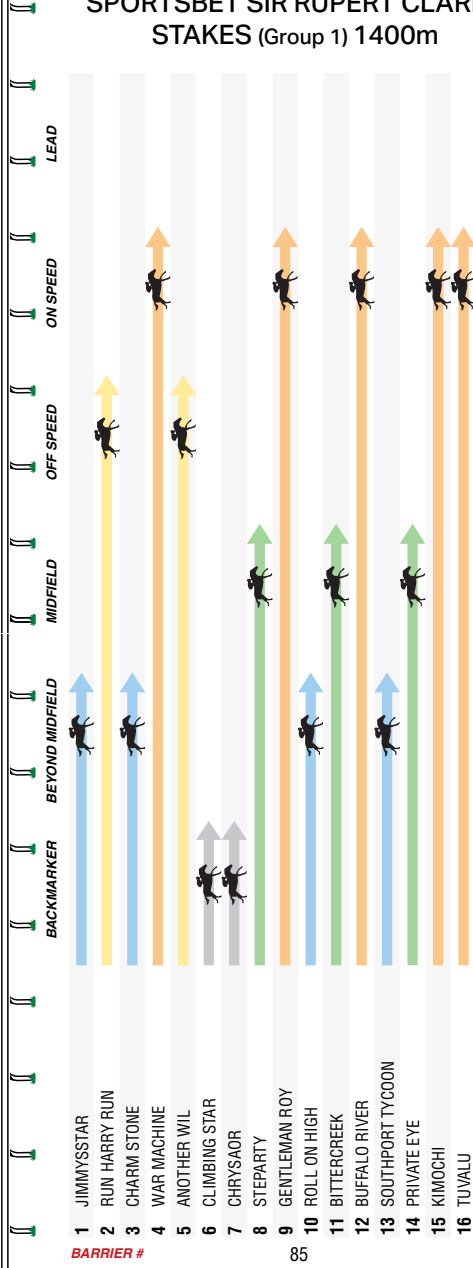 SPORTSBET SIR RUPERT CLAR
STAKES (Group 1) 1400m
LEAD
ON SPEED
OFF SPEED
MIDFIELD
BEYOND MIDFIELD
BACKMARKER
1 JIMMYSSTAR
2 RUN HARRY RUN
3 CHARM STONE
4 WAR MACHINE
5 ANOTHER WIL
6 CLIMBING STAR
7 CHRYSAOR
8 STEPARTY
9 GENTLEMAN ROY
10 ROLL ON HIGH
11 BITTERCREEK
12 BUFFALO RIVER
13 SOUTHPORT TYCOON
14 PRIVATE EYE
15 KIMOCHI
16 TUVALU
BARRIER #
85